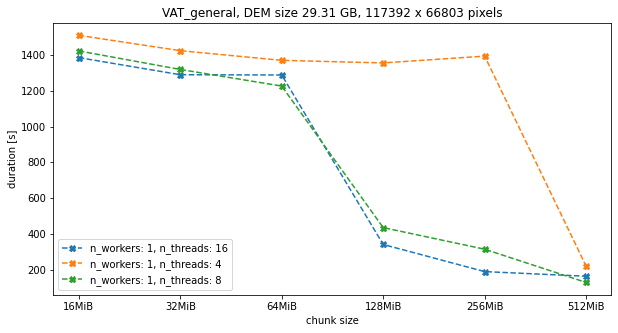 VAT_general, DEM size 29.31 GB, 117392 x 66803 pixels
duration [s]
1400
1200
1000
800
600
400
200
n_workers: 1, n_threads: 16
n_workers: 1, n_threads: 4
n_workers: 1, n_threads: 8
16MiB 32MiB 64MiB 128MiB 256MiB 512MiB
chunk size